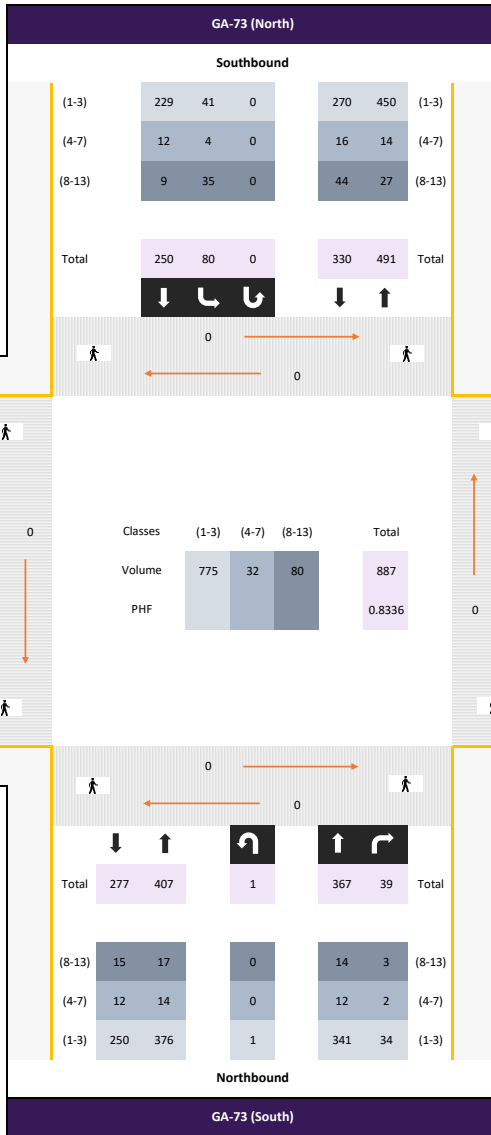 GA-73 (North)
Southbound
(1-3) 229 41 0 270 450 (1-3)
(4-7) 12 4 0 16 14 (4-7)
(8-13) 9 35 0 44 27 (8-13)
Total 250 80 0 330 491 Total
0
0
0
Classes (1-3) (4-7) (8-13) Total
Volume 775 32 80 887
PHF 0.8336
0
0
0
Total 277 407 1 367 39 Total
(8-13) 15 17 0 14 3 (8-13)
(4-7) 12 14 0 12 2 (4-7)
(1-3) 250 376 1 341 34 (1-3)
Northbound
GA-73 (South)